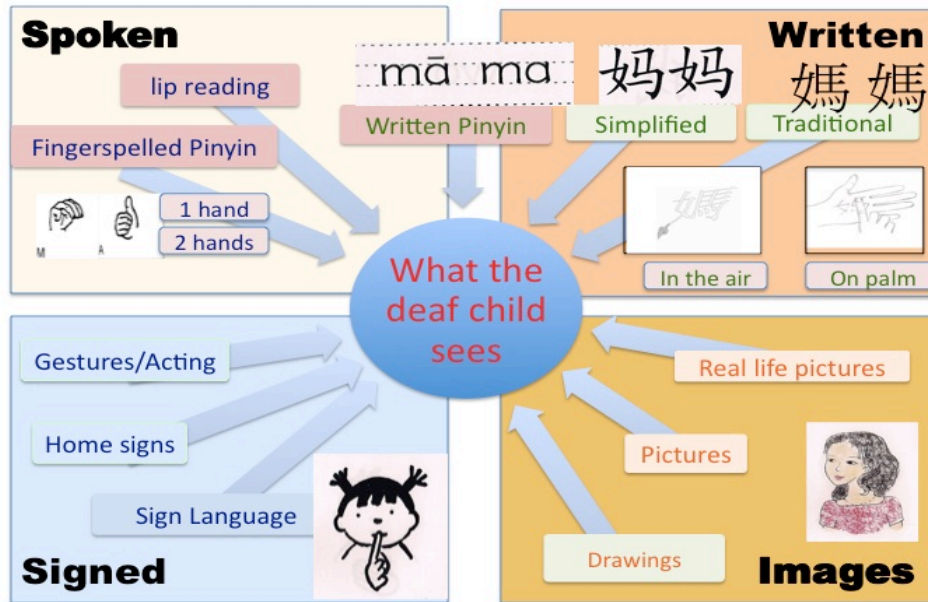 Spoken
lip reading
Fingerspelled Pinyin
M A
1 hand
2 hands
mā ma
Written Pinyin
妈妈
Simplified
Written
媽 媽
Traditional
媽
In the air
On palm
What the
deaf child
sees
Gestures/Acting
Home signs
Sign Language
Signed
Real life pictures
Pictures
Drawings
Images